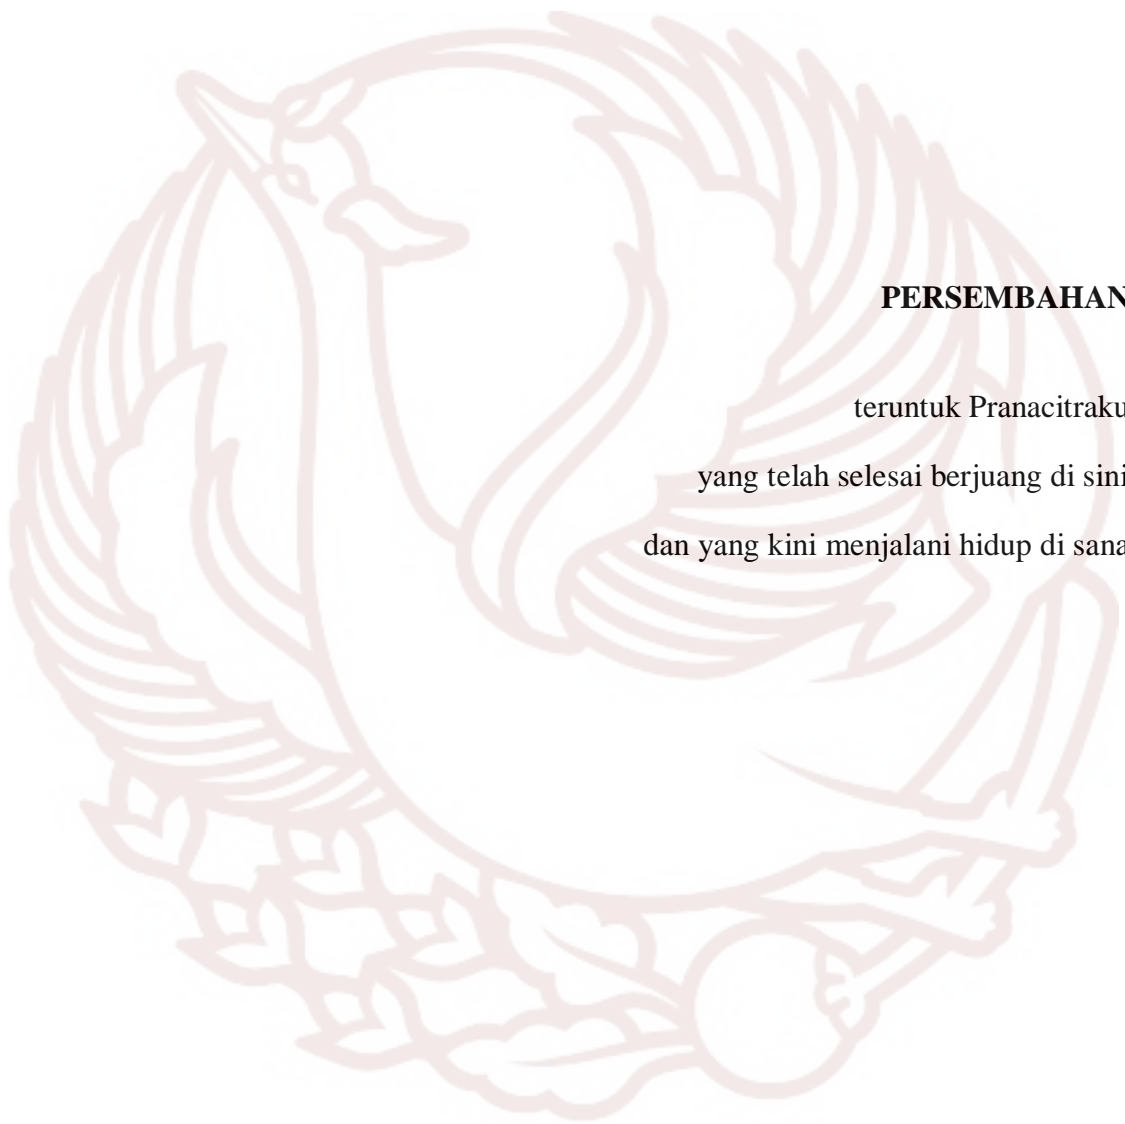 PERSEMBAHAN
teruntuk Pranacitraku
yang telah selesai berjuang di sini
dan yang kini menjalani hidup di sana